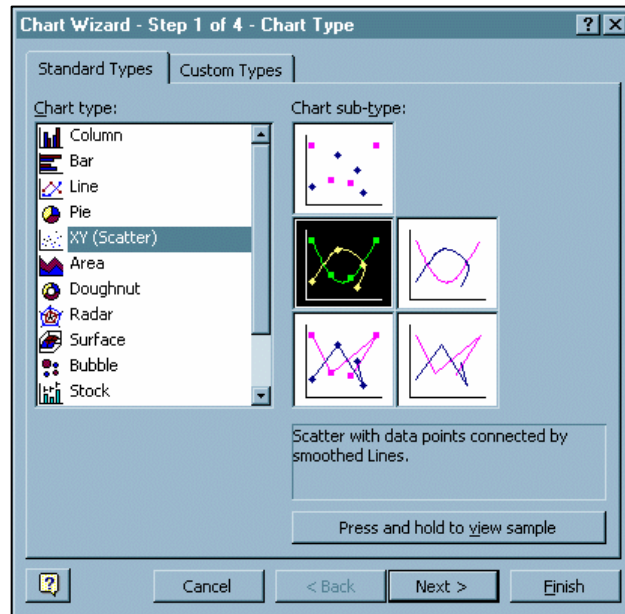 Chart Wizard - Step 1 of 4 - Chart Type
Standard Types
Custom Types
Chart type:
Column
Bar
Line
Pie
XY (Scatter)
Area
Doughnut
Radar
Surface
Bubble
Stock
Chart sub-type:
Scatter with data points connected by
smoothed Lines.
Press and hold to view sample
Cancel
< Back
Next >
Finish